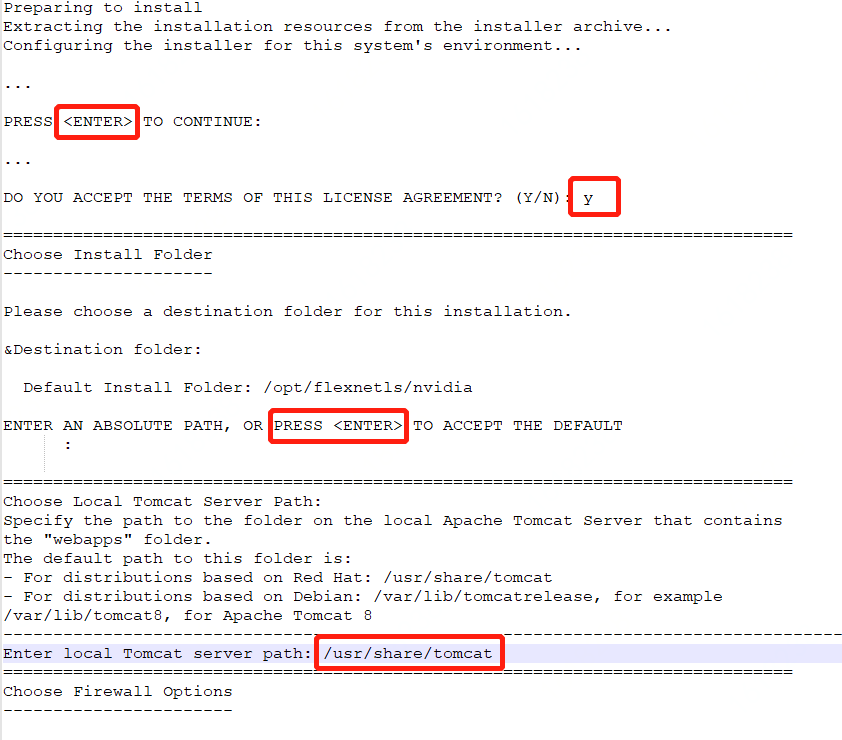 Preparing to install
Extracting the installation resources from the installer archive...
Configuring the installer for this system's environment...
...
PRESS <ENTER> TO CONTINUE:
...
DO YOU ACCEPT THE TERMS OF THIS LICENSE AGREEMENT? (Y/N): y
===============================================================================
Choose Install Folder
---------------------
Please choose a destination folder for this installation.
&Destination folder:
Default Install Folder: /opt/flexnetls/nvidia
ENTER AN ABSOLUTE PATH, OR PRESS <ENTER> TO ACCEPT THE DEFAULT
:
===============================================================================
Choose Local Tomcat Server Path:
Specify the path to the folder on the local Apache Tomcat Server that contains
the "webapps" folder.
The default path to this folder is:
- For distributions based on Red Hat: /usr/share/tomcat
- For distributions based on Debian: /var/lib/tomcatrelease, for example
/var/lib/tomcat8, for Apache Tomcat 8
------------------------------------------------------------------------------------
Enter local Tomcat server path: /usr/share/tomcat
===============================================================================
Choose Firewall Options
-----------------------